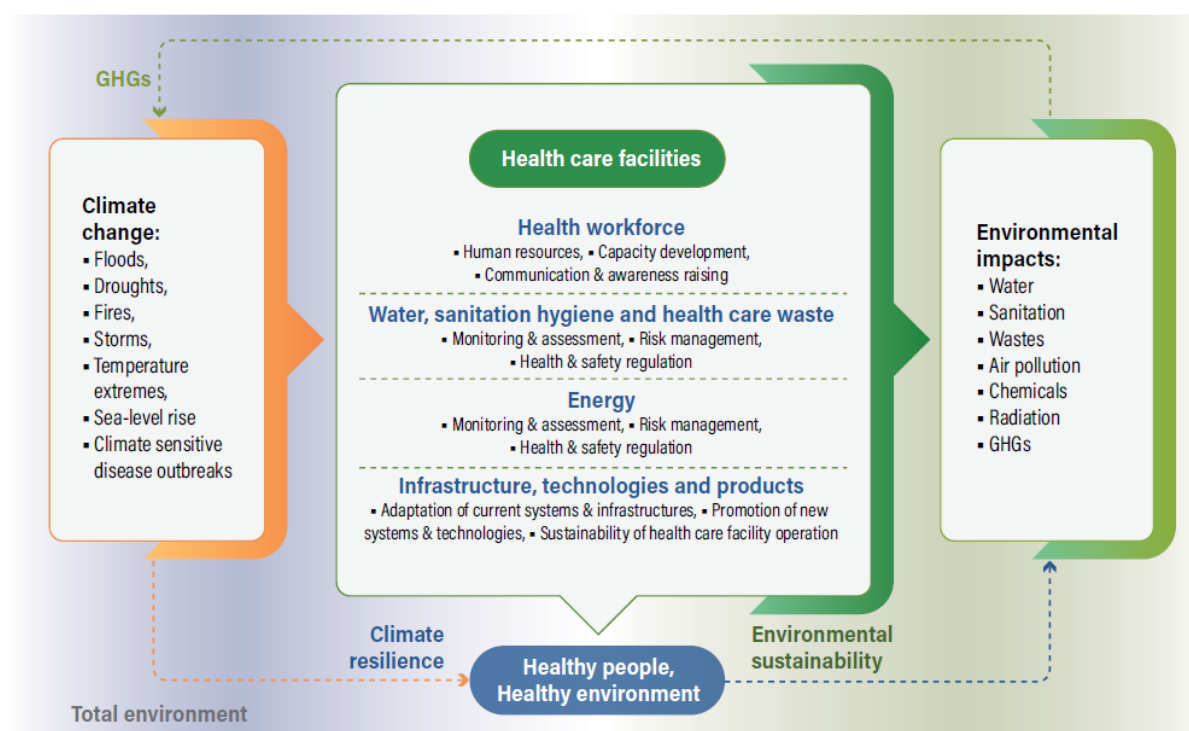 GHGs
Climate
change:
▪ Floods,
▪ Droughts,
▪ Fires,
▪ Storms,
▪ Temperature
extremes,
▪ Sea-level rise
▪ Climate sensitive
disease outbreaks
Health care facilities
Health workforce
▪ Human resources, ▪ Capacity development,
▪ Communication & awareness raising
Water, sanitation hygiene and health care waste
▪ Monitoring & assessment, ▪ Risk management,
▪ Health & safety regulation
Energy
▪ Monitoring & assessment, ▪ Risk management,
▪ Health & safety regulation
Infrastructure, technologies and products
▪ Adaptation of current systems & infrastructures, ▪ Promotion of new
systems & technologies, ▪ Sustainability of health care facility operation
Environmental
impacts:
▪ Water
▪ Sanitation
▪ Wastes
▪ Air pollution
▪ Chemicals
▪ Radiation
▪ GHGs
Climate
resilience
Healthy people,
Healthy environment
Environmental
sustainability
Total environment